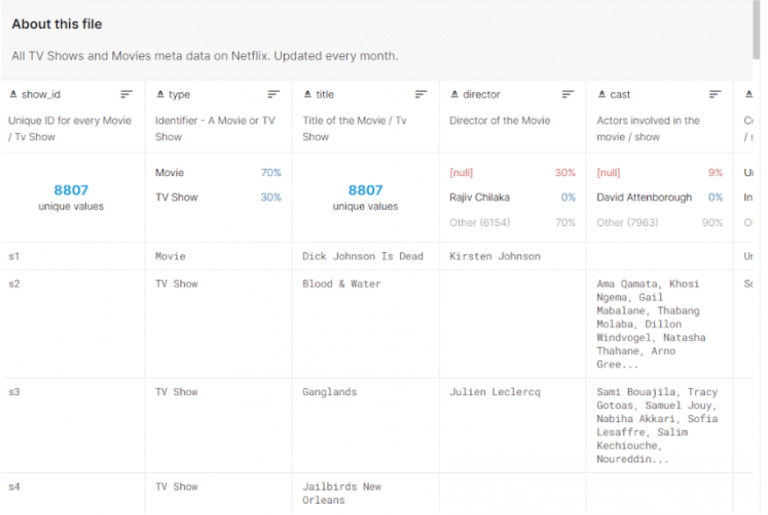 About this file
All TV Shows and Movies meta data on Netflix. Updated every month.
show_id
type
title
director
cast
Unique ID for every Movie
/ Tv Show
Identifier - A Movie or TV
Show
Title of the Movie / Tv
Show
Director of the Movie
Actors involved in the
movie / show
8807
unique values
Movie 70%
TV Show 30%
8807
unique values
[null] 30%
Rajiv Chilaka 0%
Other (6154) 70%
[null] 9%
David Attenborough 0%
Other (7963) 90%
s1
Movie
Dick Johnson Is Dead
Kirsten Johnson
s2
TV Show
Blood & Water
Ama Qamata, Khosi
Ngema, Gail
Mabalane, Thabang
Molaba, Dillon
Windvogel, Natasha
Thahane, Arno
Gree...
s3
TV Show
Ganglands
Julien Leclercq
Sami Bouajila, Tracy
Gotoas, Samuel Jouy,
Nabiha Akkari, Sofia
Lesaffre, Salim
Kechiouche,
Noureddin...
s4
TV Show
Jailbirds New
Orleans